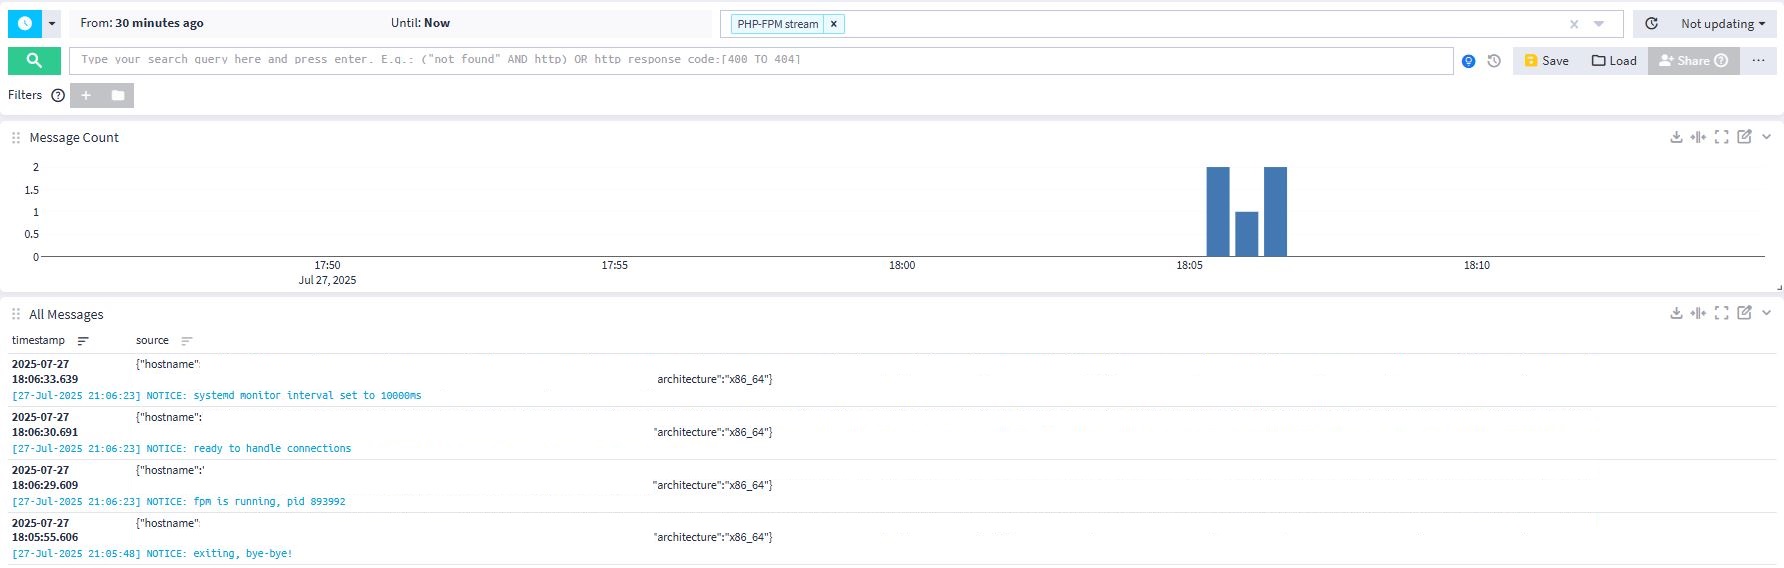 From: 30 minutes ago Until: Now PHP-FPM stream × Not updating
Type your search query here and press enter. E.g.: ("not found" AND http) OR http_response_code:[400 TO 404] Save Load Share ...
Filters
Message Count
2
1.5
1
0.5
0
17:50 17:55 18:00 18:05 18:10
Jul 27, 2025
All Messages
timestamp source
2025-07-27 {"hostname":
18:06:33.639 architecture":"x86_64"}
[27-Jul-2025 21:06:23] NOTICE: systemd monitor interval set to 10000ms
2025-07-27 {"hostname":
18:06:30.691 "architecture":"x86_64"}
[27-Jul-2025 21:06:23] NOTICE: ready to handle connections
2025-07-27 {"hostname":'
18:06:29.609 "architecture":"x86_64"}
[27-Jul-2025 21:06:23] NOTICE: fpm is running, pid 893992
2025-07-27 {"hostname":
18:05:55.606 "architecture":"x86_64"}
[27-Jul-2025 21:05:48] NOTICE: exiting, bye-bye!